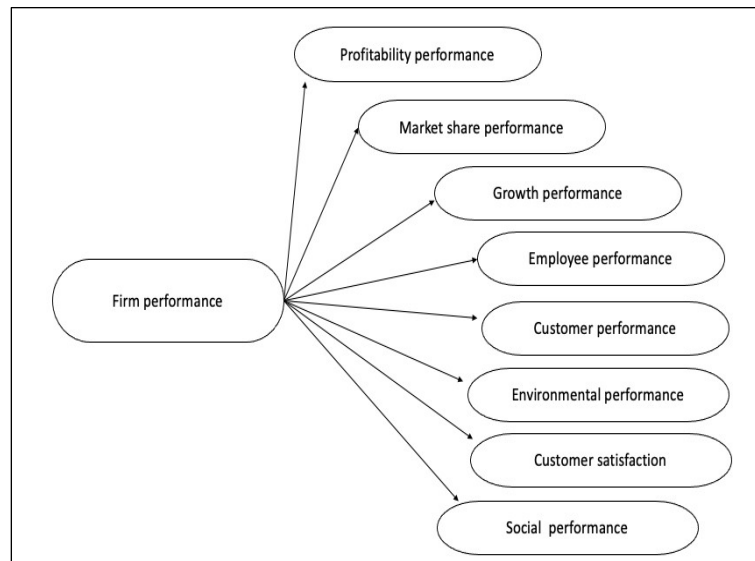 Profitability performance
Market share performance
Growth performance
Employee performance
Firm performance
Customer performance
Environmental performance
Customer satisfaction
Social performance